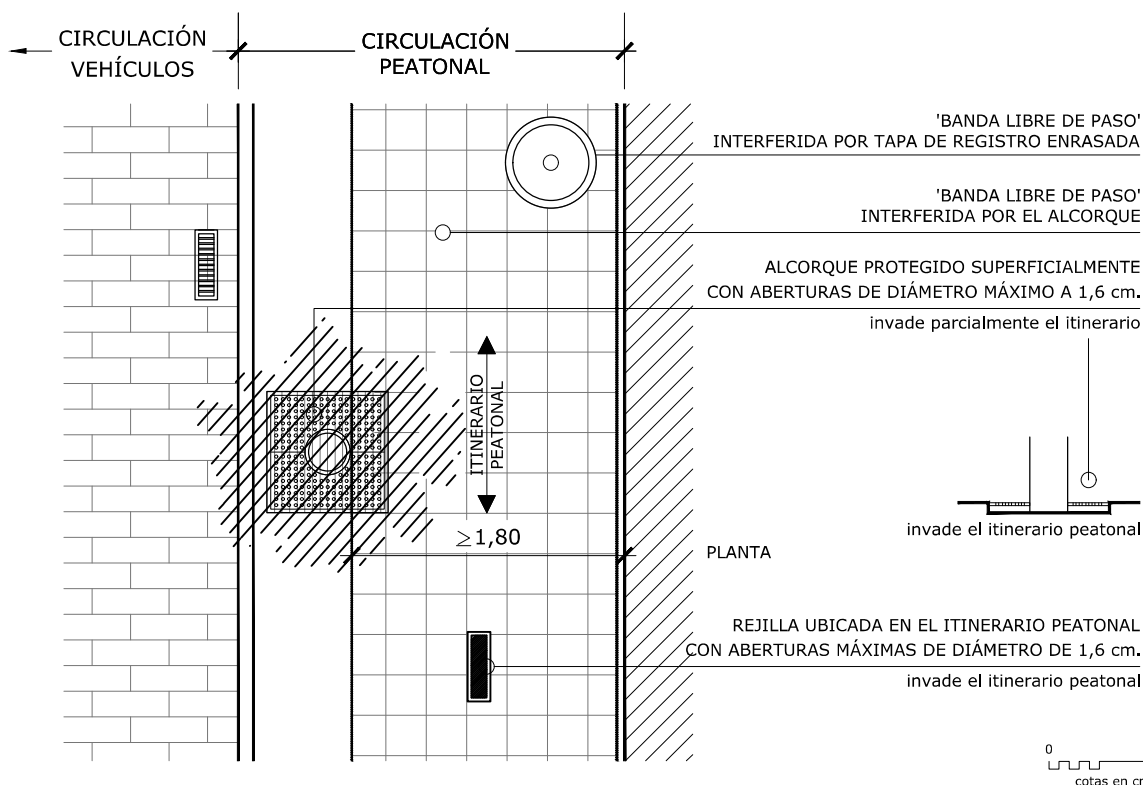 CIRCULACIÓN
VEHÍCULOS
CIRCULACIÓN
PEATONAL
'BANDA LIBRE DE PASO'
INTERFERIDA POR TAPA DE REGISTRO ENRASADA
'BANDA LIBRE DE PASO'
INTERFERIDA POR EL ALCORQUE
ALCORQUE PROTEGIDO SUPERFICIALMENTE
CON ABERTURAS DE DIÁMETRO MÁXIMO A 1,6 cm.
invade parcialmente el itinerario
ITINERARIO
PEATONAL
≥1,80
invade el itinerario peatonal
PLANTA
REJILLA UBICADA EN EL ITINERARIO PEATONAL
CON ABERTURAS MÁXIMAS DE DIÁMETRO DE 1,6 cm.
invade el itinerario peatonal
0
cotas en